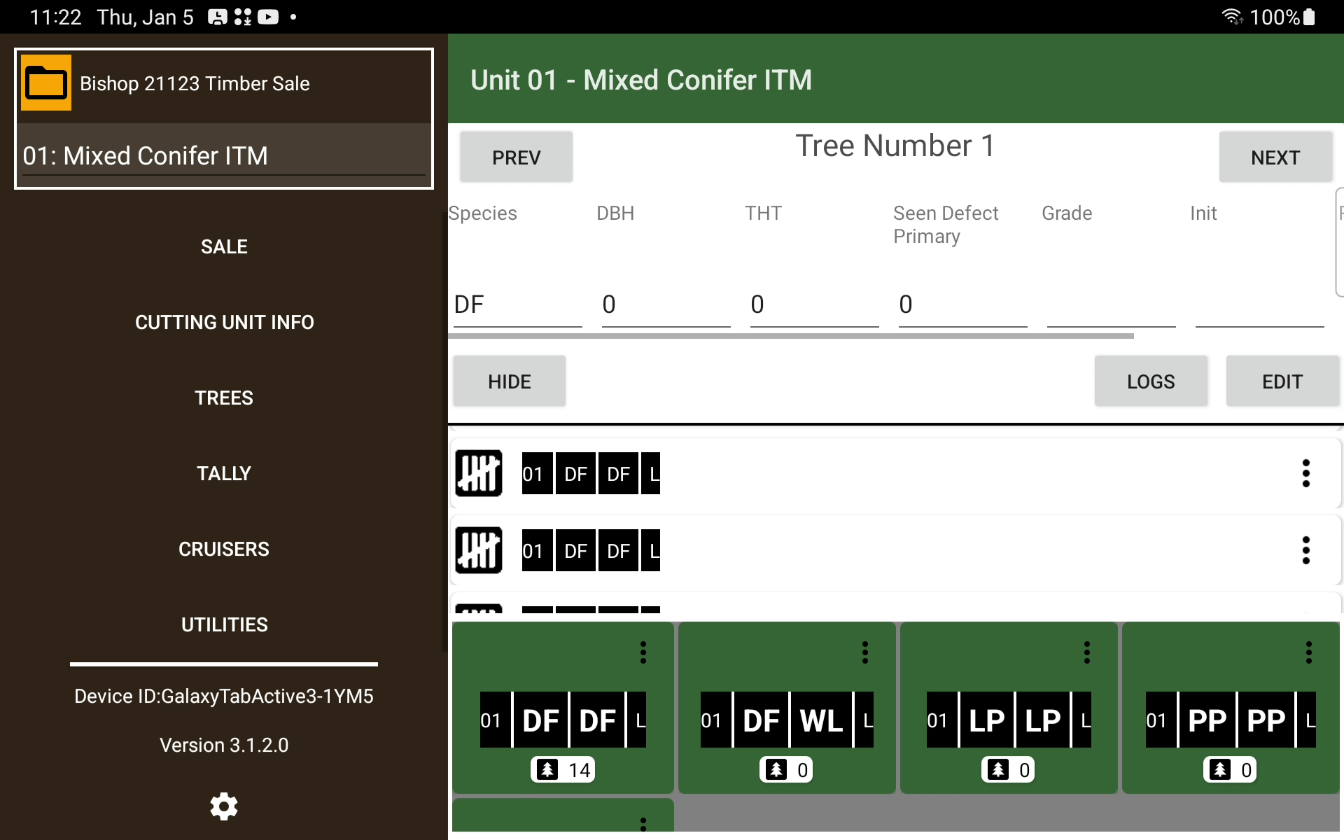 11:22 Thu, Jan 5
100%
Bishop 21123 Timber Sale
01: Mixed Conifer ITM
SALE
CUTTING UNIT INFO
TREES
TALLY
CRUISERS
UTILITIES
Device ID:GalaxyTabActive3-1YM5
Version 3.1.2.0
Unit 01 - Mixed Conifer ITM
PREV
Tree Number 1
NEXT
Species DBH THT Seen Defect Grade Init
Primary
DF 0 0 0
HIDE LOGS EDIT
01 DF DF L
01 DF DF L
01 DF DF L
14
01 DF WL L
0
01 LP LP L
0
01 PP PP L
0